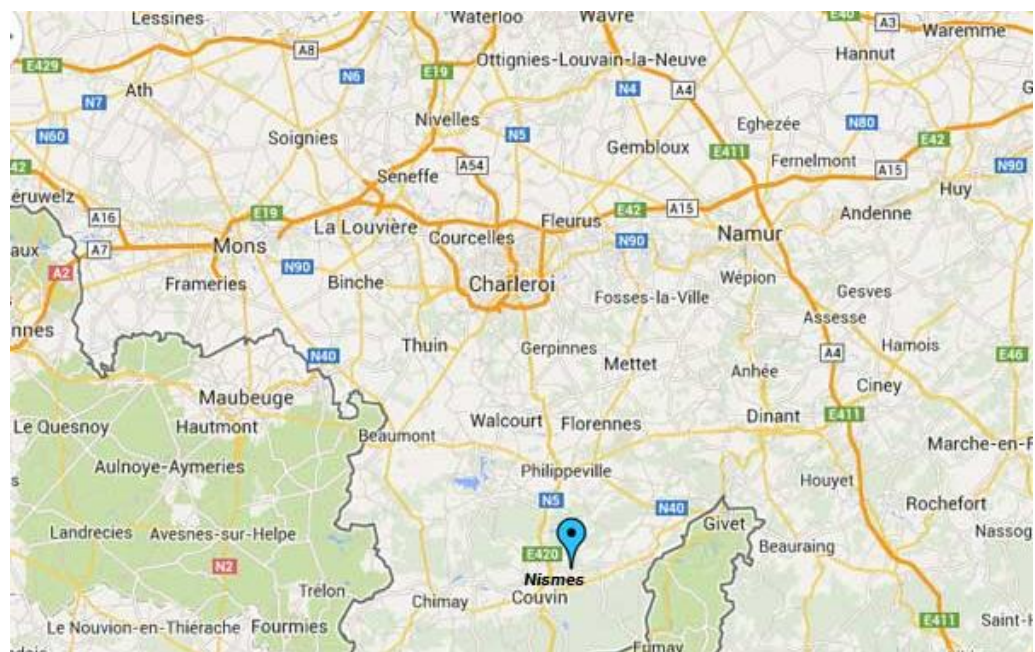 Lessines
Waterloo
Wavre
E40
A3
Waremme
A8
Hannut
E429
E19
Ottignies-Louvain-la-Neuve
N6
N4
A4
Ath
N7
Nivelles
Eghezée
N80
N60
Soignies
N5
Gembloux
E411
E42
42
A54
Fernelmont
A15
N90
Seneffe
éruwelz
Huy
A16
E19
La Louvière
Fleurus
E42
A15
Andenne
aux
A7
Mons
Courcelles
N90
Namur
A2
N90
Frameries
Binche
Charleroi
Wépion
Fosses-la-Ville
Gesves
nnes
Assesse
Thuin
Gerpinnes
Hamois
N40
Mettet
A4
E46
Anhée
Ciney
Maubeuge
Le Quesnoy
Hautmont
Walcourt
Florennes
Dinant
E411
Beaumont
Marche-en-F
Aulnoye-Aymeries
Philippeville
Houyet
N5
N40
Rochefort
Landrecies
Avesnes-sur-Helpe
Givet
Nassog
E420
Beauraing
N2
Nismes
Trélon
Chimay
Couvin
Le Nouvion-en-Thiérache
Fourmies
E411
Saint-H
Fumay